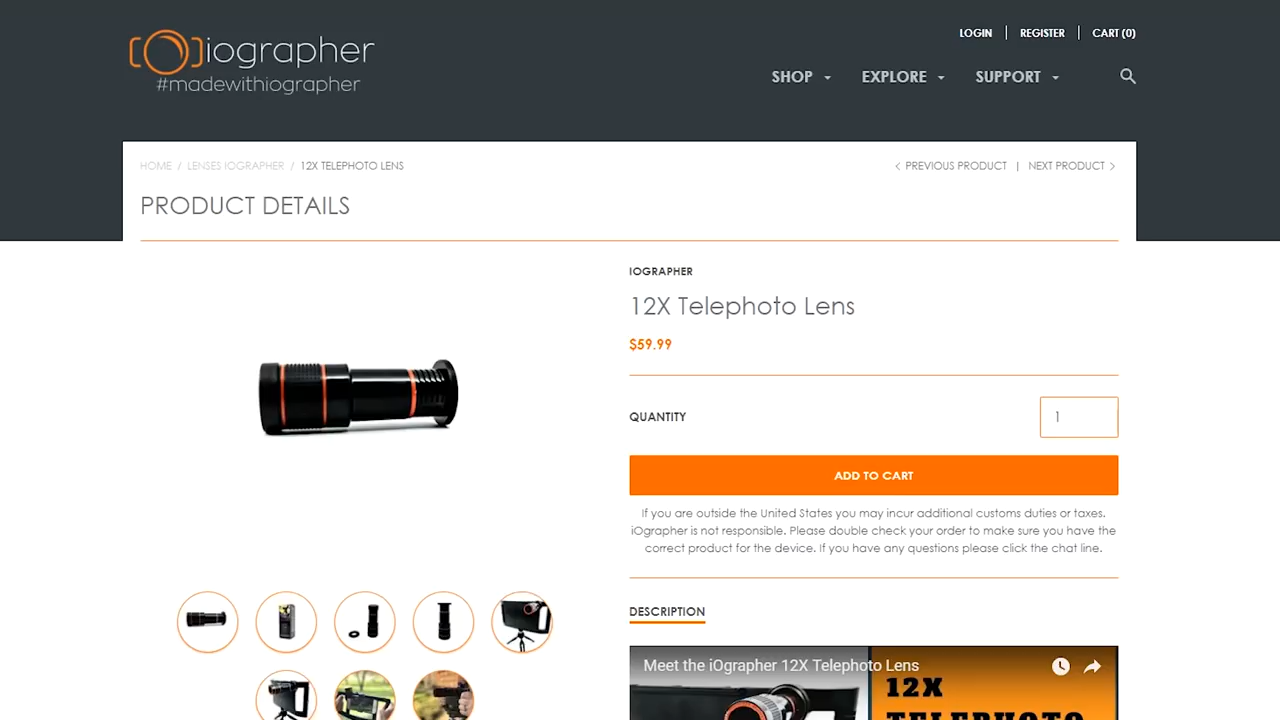 iographer
#madewithiographer
LOGIN
REGISTER
CART (0)
SHOP
EXPLORE
SUPPORT
HOME / LENSES IOGRAPHER / 12X TELEPHOTO LENS
PREVIOUS PRODUCT | NEXT PRODUCT
PRODUCT DETAILS
IOGRAPHER
12X Telephoto Lens
$59.99
QUANTITY
1
ADD TO CART
If you are outside the United States you may incur additional customs duties or taxes.
iOgrapher is not responsible. Please double check your order to make sure you have the
correct product for the device. If you have any questions please click the chat line.
DESCRIPTION
Meet the iOgrapher 12X Telephoto Lens
12X
TELEPHOTO